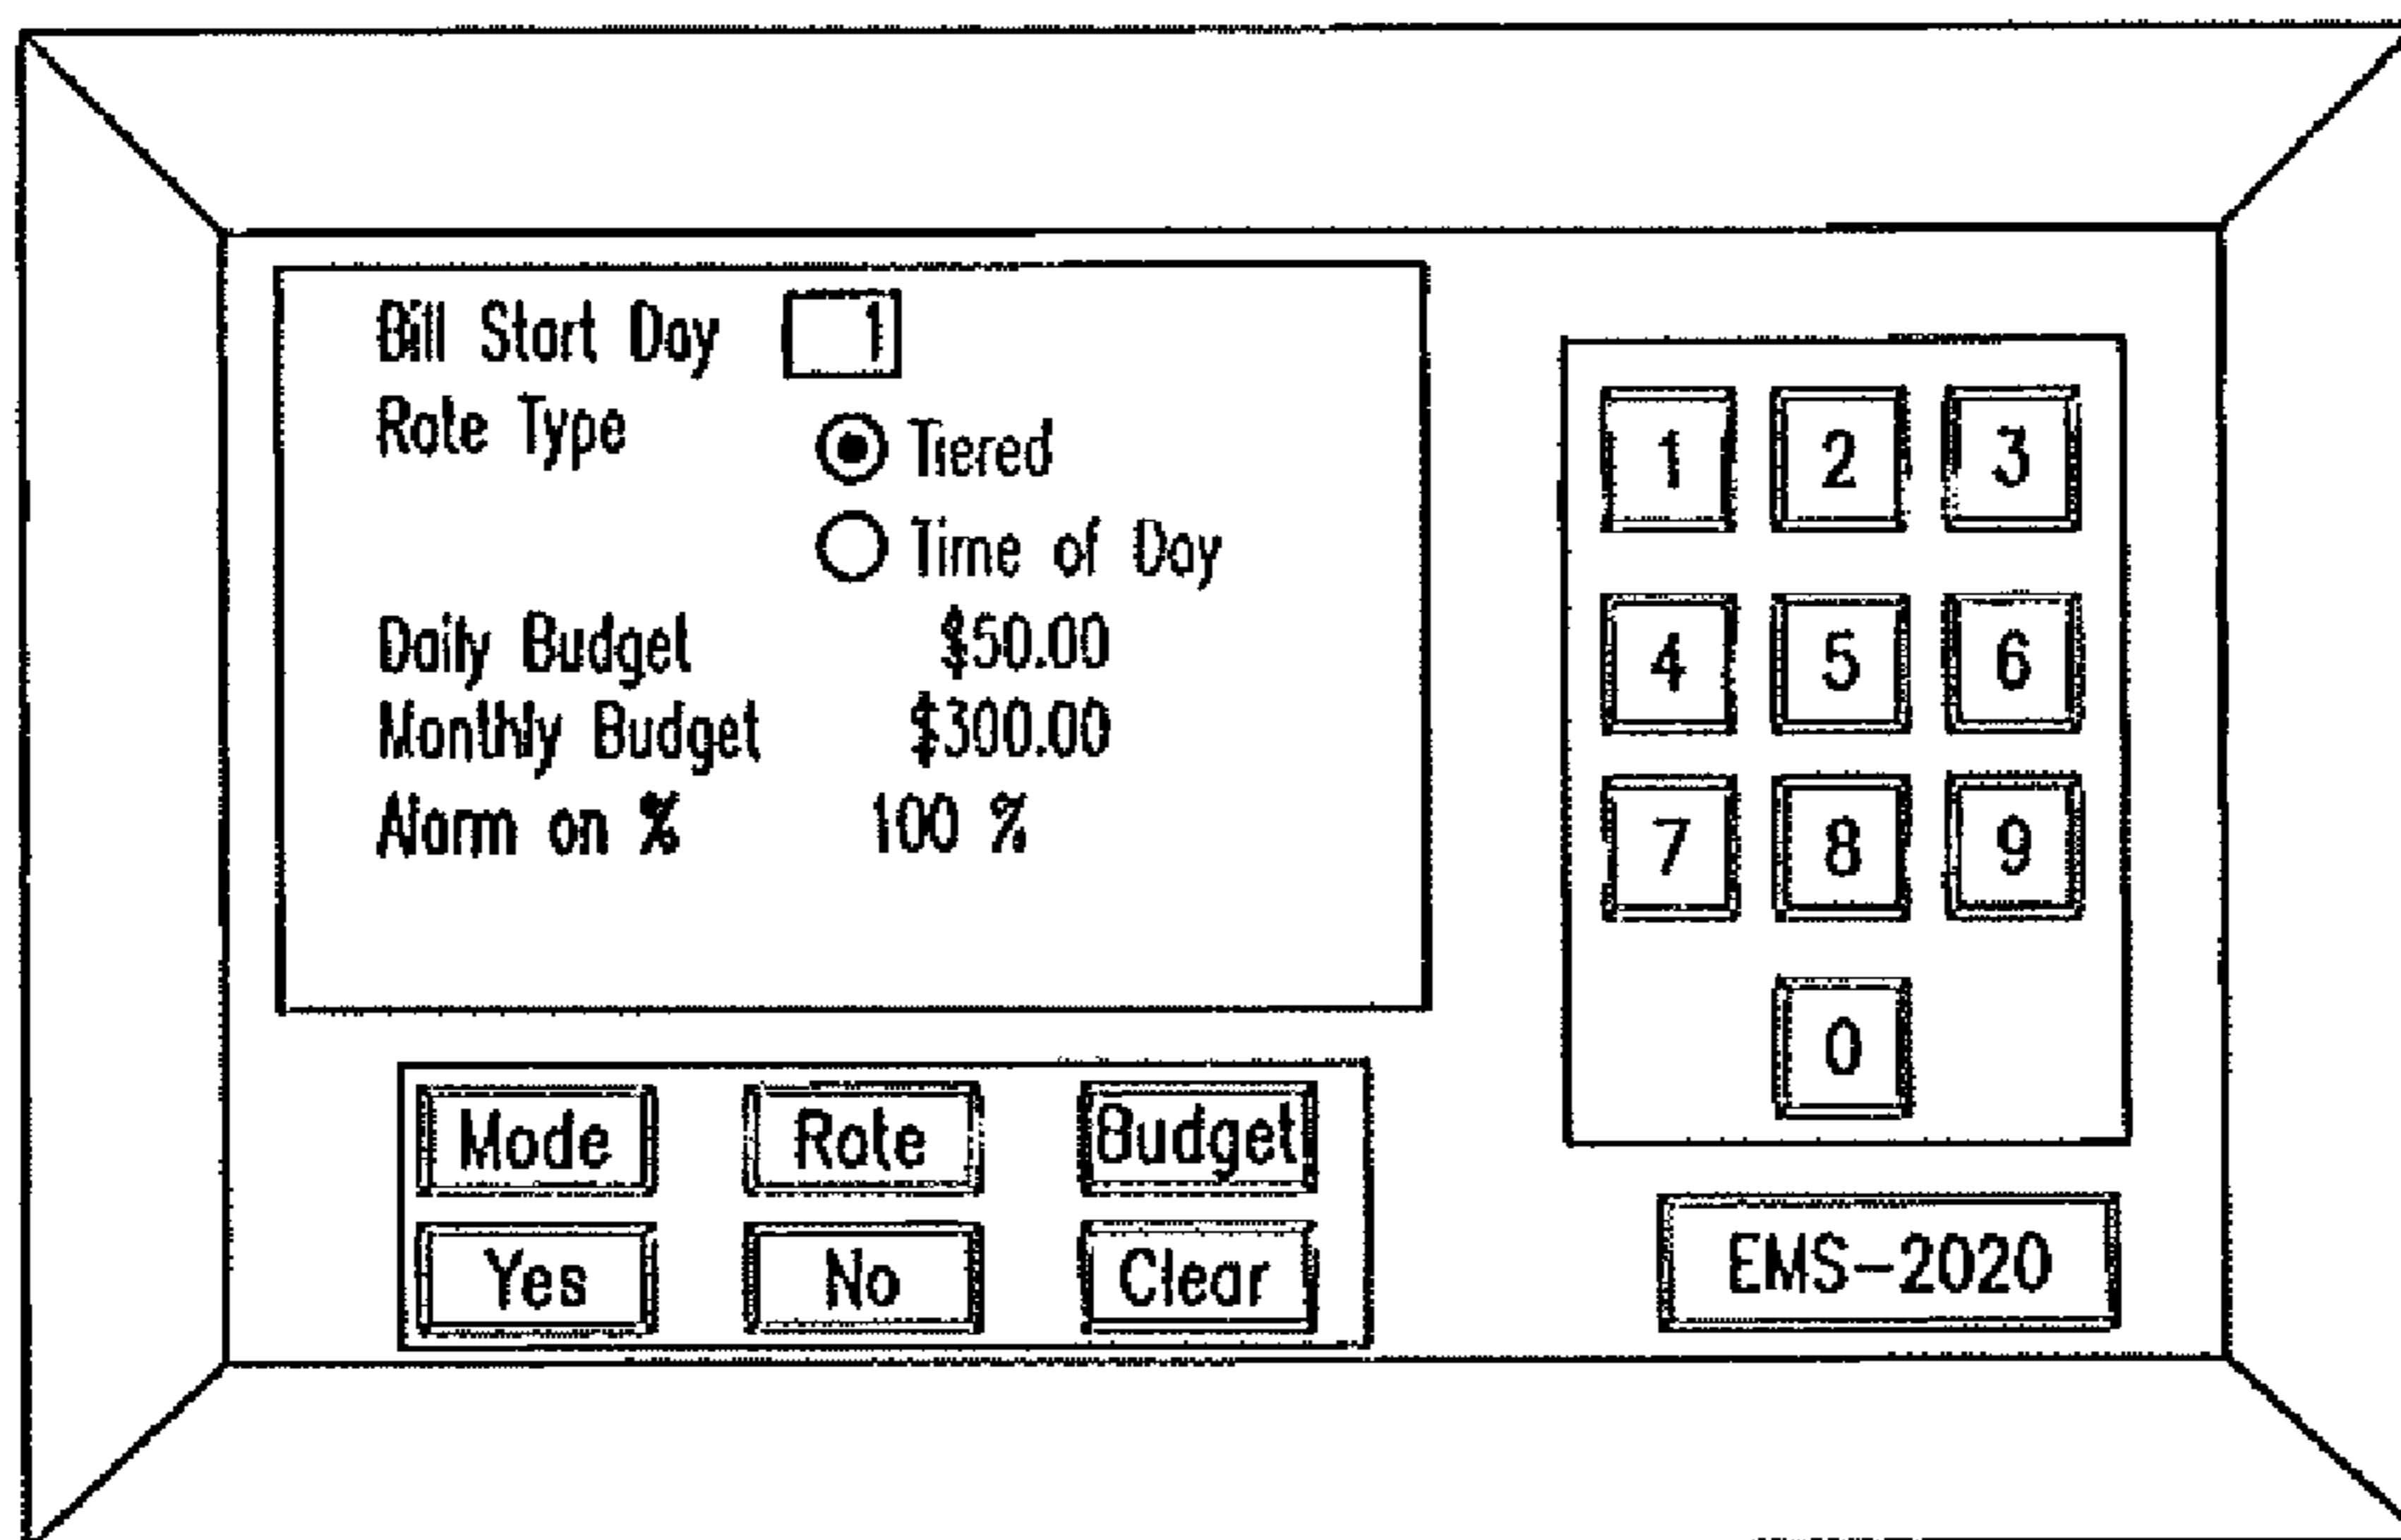 Bill Start Day 1
Rate Type
Tiered
Time of Day
Daily Budget $50.00
Monthly Budget $300.00
Alarm on % 100 %
1 2 3
4 5 6
7 8 9
0
Mode Rate Budget
Yes No Clear
EMS-2020